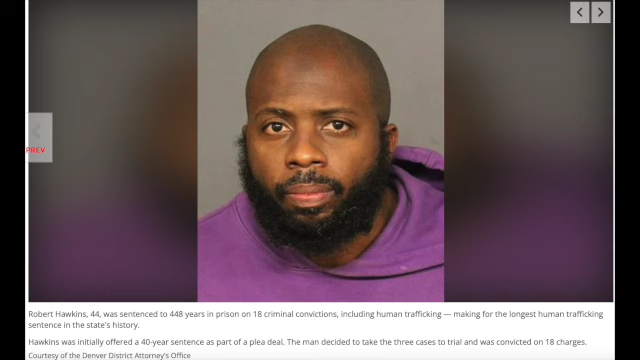 PREV
Robert Hawkins, 44, was sentenced to 448 years in prison on 18 criminal convictions, including human trafficking — making for the longest human trafficking
sentence in the state's history.
Hawkins was initially offered a 40-year sentence as part of a plea deal. The man decided to take the three cases to trial and was convicted on 18 charges.
Courtesy of the Denver District Attorney's Office